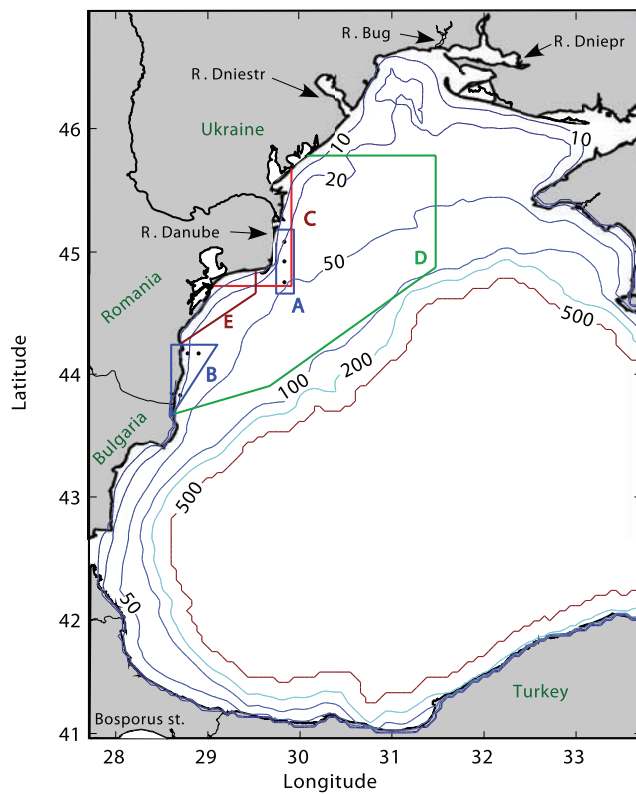 R. Bug
R. Dniepr
R. Dniestr
Ukraine
46
10
10
20
C
R. Danube
45
50
D
A
Romania
E
500
200
100
B
44
Latitude
Bulgaria
500
43
50
42
Turkey
Bosporus st.
41
28
29
30
31
32
33
Longitude